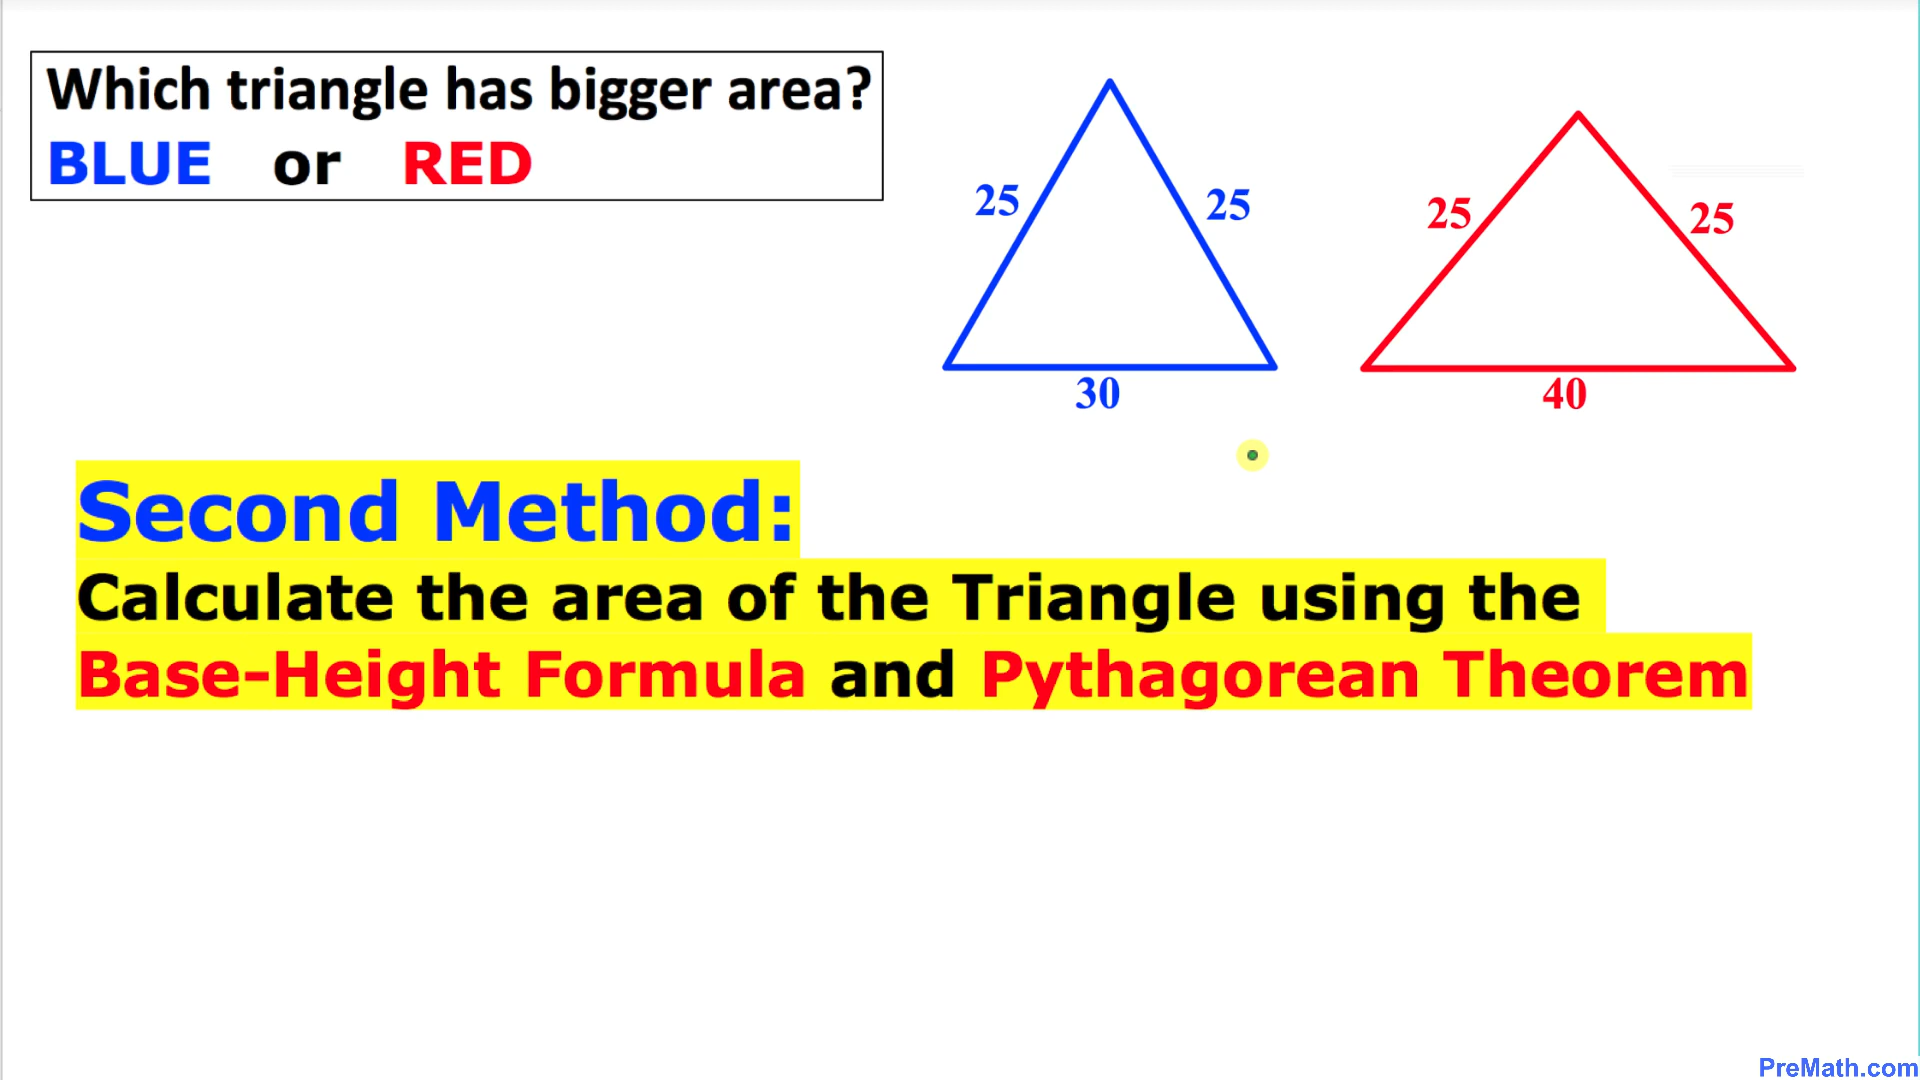 Which triangle has bigger area?
BLUE or RED
25
25
30
25
25
40
Second Method:
Calculate the area of the Triangle using the
Base-Height Formula and Pythagorean Theorem
PreMath.com